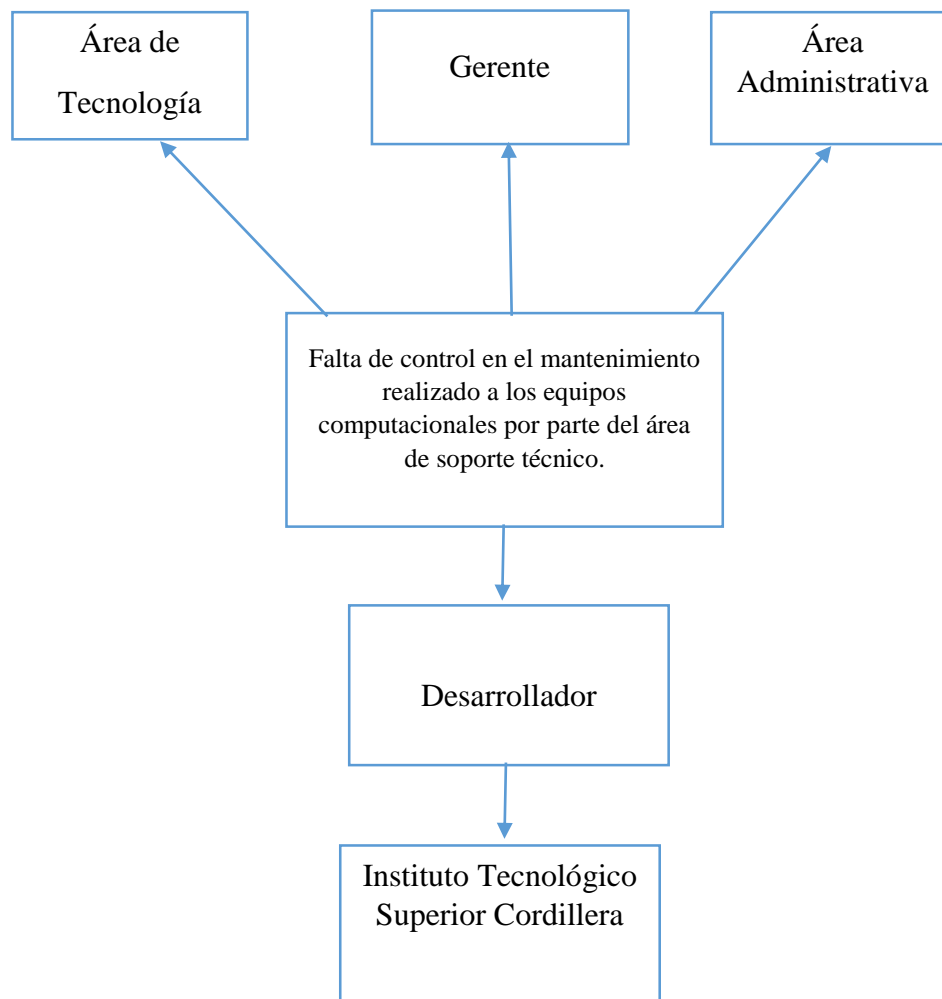 Área de
Tecnología
Gerente
Área
Administrativa
Falta de control en el mantenimiento
realizado a los equipos
computacionales por parte del área
de soporte técnico.
Desarrollador
Instituto Tecnológico
Superior Cordillera